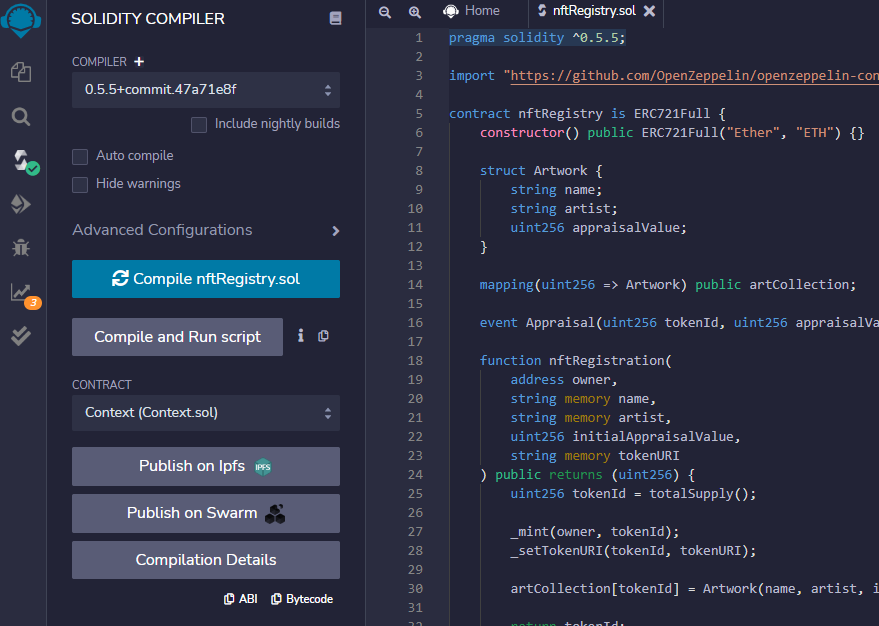 SOLIDITY COMPILER
COMPILER +
0.5.5+commit.47a71e8f
Include nightly builds
Auto compile
Hide warnings
Advanced Configurations
Compile nftRegistry.sol
Compile and Run script
i
CONTRACT
Context (Context.sol)
Publish on Ipfs IPFS
Publish on Swarm
Compilation Details
ABI Bytecode
3
Home nftRegistry.sol
1 pragma solidity ^0.5.5;
2
3 import "https://github.com/OpenZeppelin/openzeppelin-con
4
5 contract nftRegistry is ERC721Full {
6 constructor() public ERC721Full("Ether", "ETH") {}
7
8 struct Artwork {
9 string name;
10 string artist;
11 uint256 appraisalValue;
12 }
13
14 mapping(uint256 => Artwork) public artCollection;
15
16 event Appraisal(uint256 tokenId, uint256 appraisalVa
17
18 function nftRegistration(
19 address owner,
20 string memory name,
21 string memory artist,
22 uint256 initialAppraisalValue,
23 string memory tokenURI
24 ) public returns (uint256) {
25 uint256 tokenId = totalSupply();
26
27 _mint(owner, tokenId);
28 _setTokenURI(tokenId, tokenURI);
29
30 artCollection[tokenId] = Artwork(name, artist, i
31
32 return tokenId;